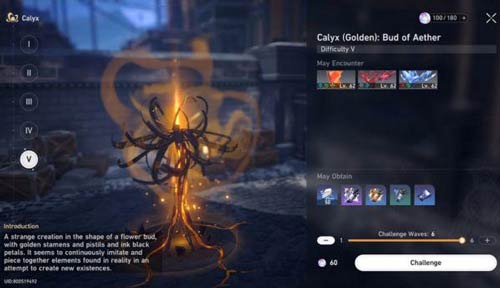 Calyx
100/180 +
I
II
III
IV
V
Calyx (Golden): Bud of Aether
Difficulty V
May Encounter
Lv. 62 Lv. 62 Lv. 62
May Obtain
Introduction
A strange creation in the shape of a flower bud,
with golden stamens and pistils and ink black
petals. It seems to continuously imitate and
piece together elements found in reality in an
attempt to create new existences.
Challenge Waves: 6
− 1 6 +
60 Challenge
UID:800519492